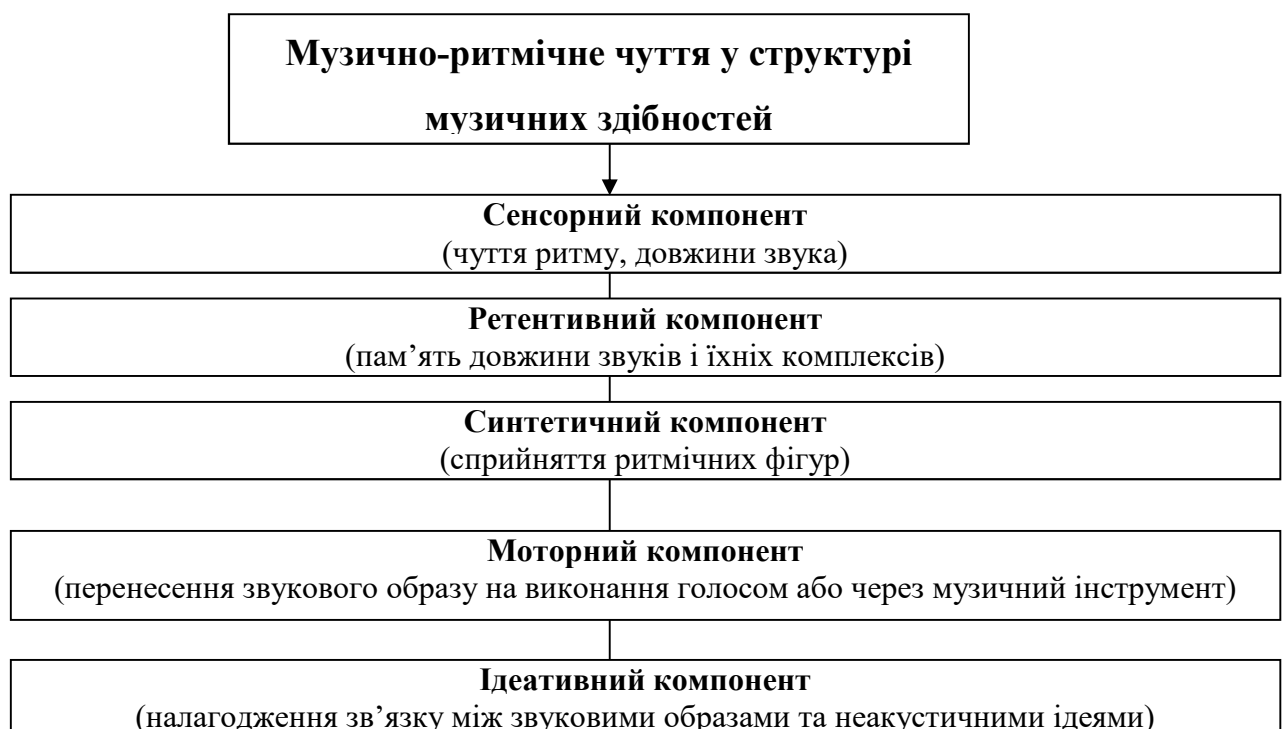 Музично-ритмічне чуття у структурі
музичних здібностей
Сенсорний компонент
(чуття ритму, довжини звука)
Ретентивний компонент
(пам’ять довжини звуків і їхніх комплексів)
Синтетичний компонент
(сприйняття ритмічних фігур)
Моторний компонент
(перенесення звукового образу на виконання голосом або через музичний інструмент)
Ідеативний компонент
(налагодження зв’язку між звуковими образами та неакустичними ідеями)